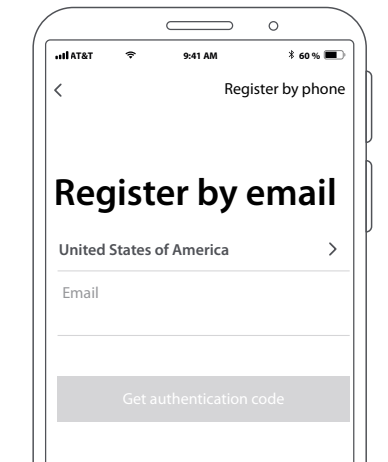 AT&T 9:41 AM 60 %
Register by phone
Register by email
United States of America
Email
Get authentication code